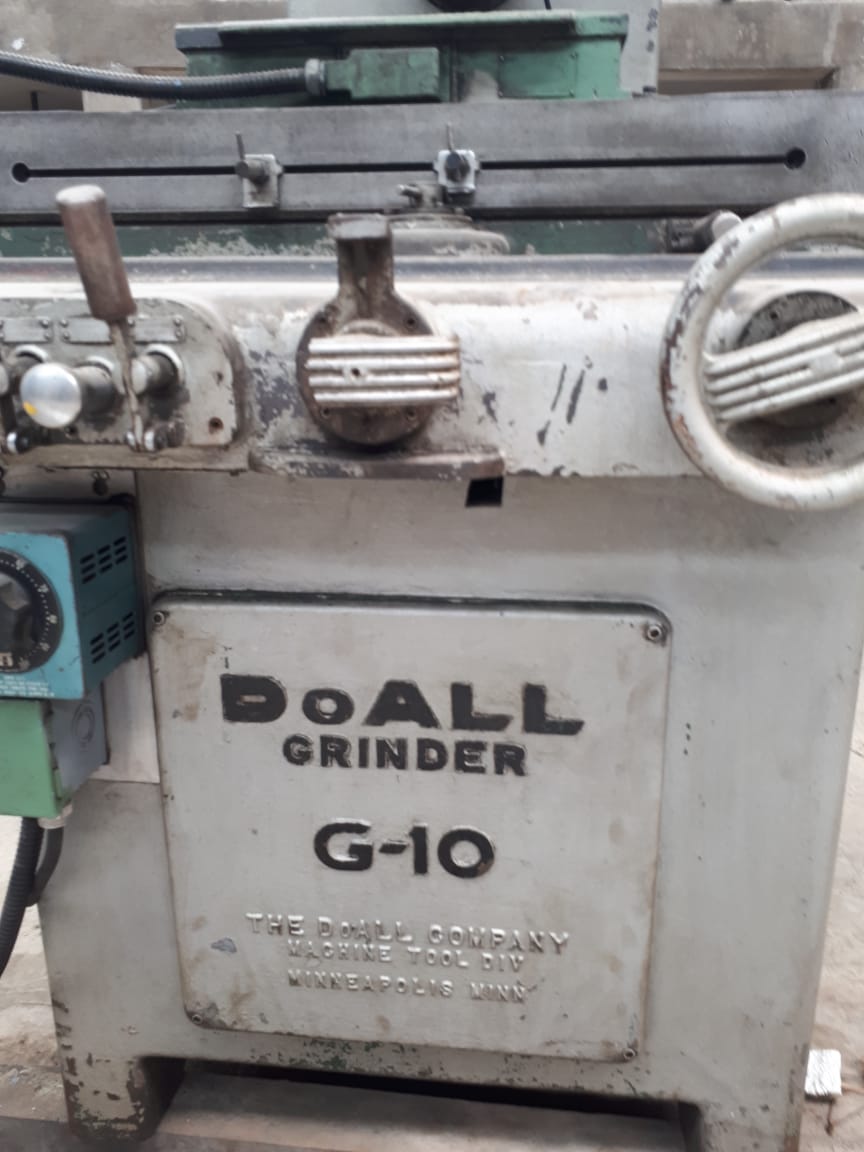 DoALL
GRINDER
G-10
THE DoALL COMPANY
MACHINE TOOL DIV
MINNEAPOLIS MINN